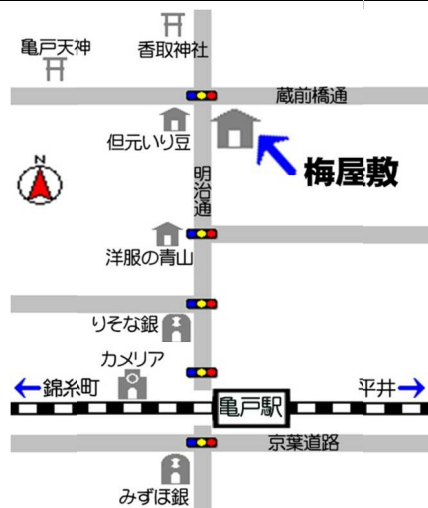 香取神社
亀戸天神
蔵前橋通
但元いり豆
梅屋敷
N
明治通
洋服の青山
りそな銀
カメリア
←錦糸町
平井→
亀戸駅
京葉道路
みずほ銀